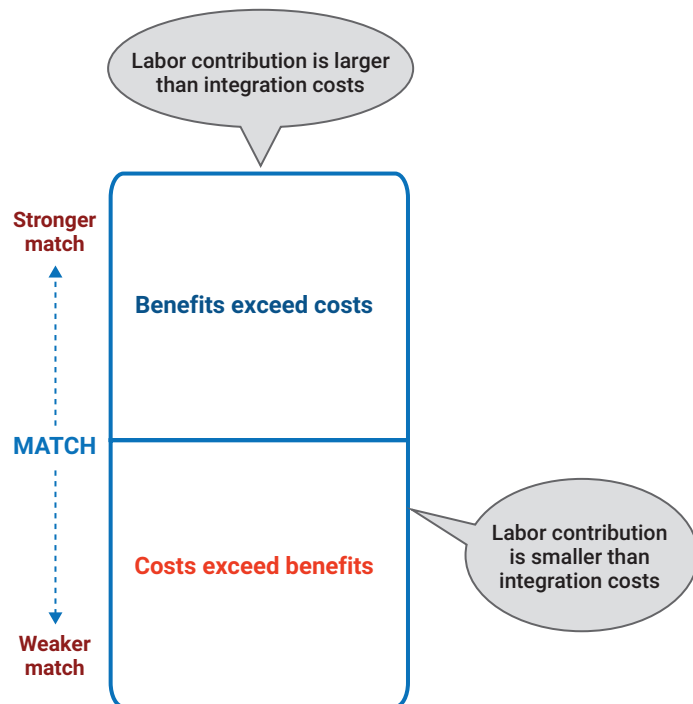 Labor contribution is larger
than integration costs
Stronger
match
Benefits exceed costs
MATCH
Labor contribution
is smaller than
integration costs
Costs exceed benefits
Weaker
match